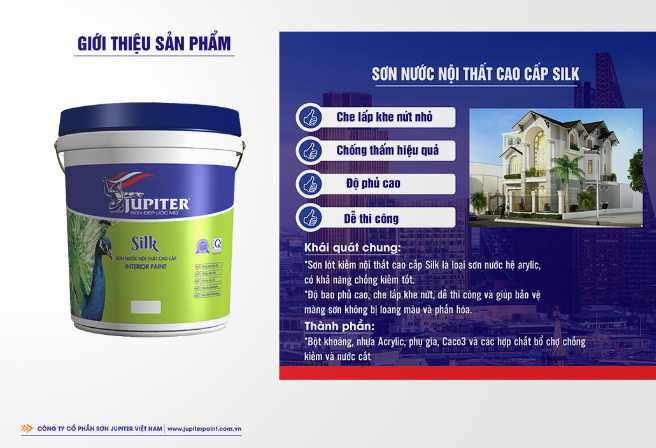 GIỚI THIỆU SẢN PHẨM
SƠN NƯỚC NỘI THẤT CAO CẤP SILK
Che lấp khe nứt nhỏ
Chống thấm hiệu quả
Độ phủ cao
Dễ thi công
JUPITER
SƠN ĐẸP ƯỚC MƠ
Silk
SƠN NƯỚC NỘI THẤT CAO CẤP
INTERIOR PAINT
Khái quát chung:
*Sơn lót kiềm nội thất cao cấp Silk là loại sơn nước hệ arylic,
có khả năng chống kiềm tốt.
*Độ bao phủ cao, che lấp khe nứt, dễ thi công và giúp bảo vệ
màng sơn không bị loang màu và phấn hóa.
Thành phần:
*Bột khoáng, nhựa Acrylic, phụ gia, Caco3 và các hợp chất bổ chợ chống
kiềm và nước cất
CÔNG TY CỔ PHẦN SƠN JUPITER VIỆT NAM | www.jupiterpaint.com.vn